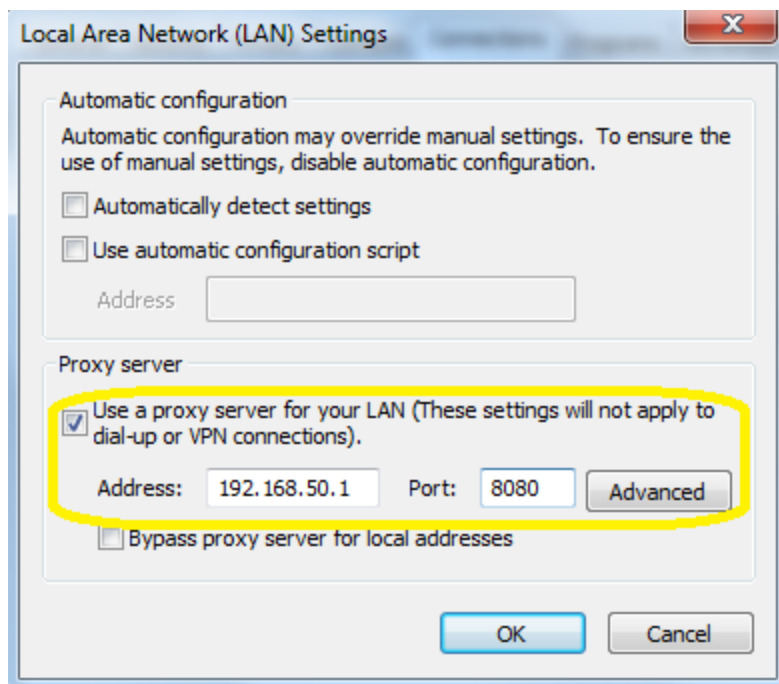 Local Area Network (LAN) Settings
Automatic configuration
Automatic configuration may override manual settings. To ensure the
use of manual settings, disable automatic configuration.
Automatically detect settings
Use automatic configuration script
Address
Proxy server
Use a proxy server for your LAN (These settings will not apply to
dial-up or VPN connections).
Address: 192.168.50.1 Port: 8080 Advanced
Bypass proxy server for local addresses
OK Cancel